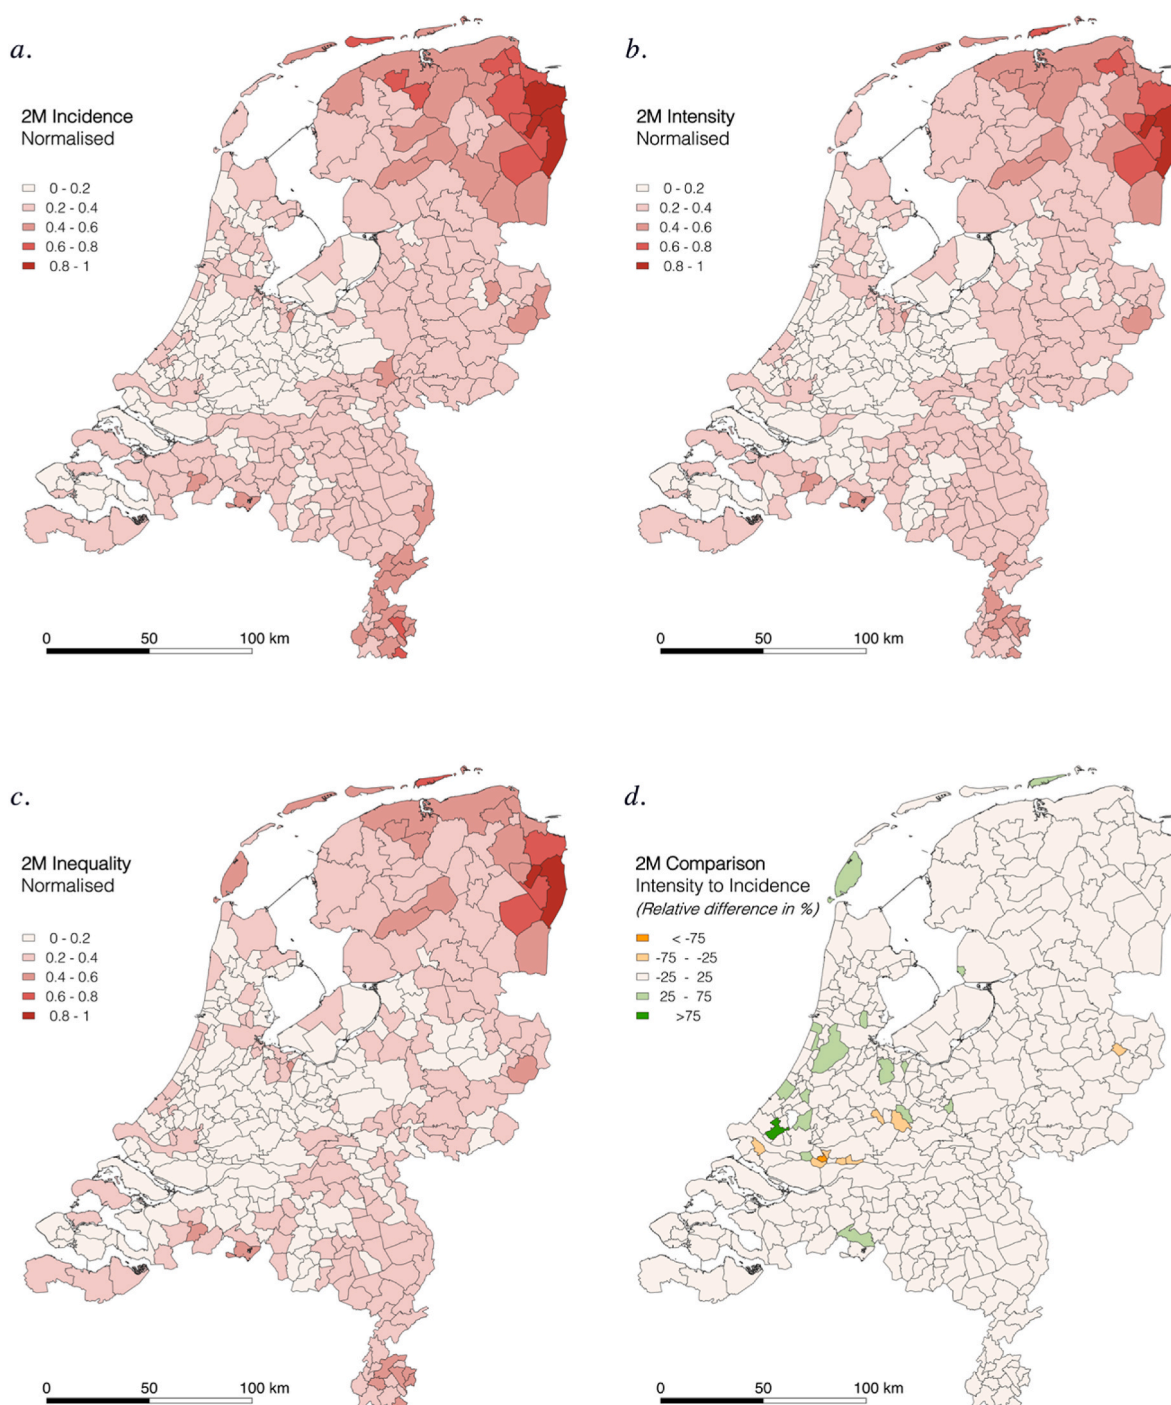 a.
2M Incidence
Normalised
0 - 0.2
0.2 - 0.4
0.4 - 0.6
0.6 - 0.8
0.8 - 1
0 50 100 km
b.
2M Intensity
Normalised
0 - 0.2
0.2 - 0.4
0.4 - 0.6
0.6 - 0.8
0.8 - 1
0 50 100 km
c.
2M Inequality
Normalised
0 - 0.2
0.2 - 0.4
0.4 - 0.6
0.6 - 0.8
0.8 - 1
0 50 100 km
d.
2M Comparison
Intensity to Incidence
(Relative difference in %)
< -75
-75 - -25
-25 - 25
25 - 75
>75
0 50 100 km